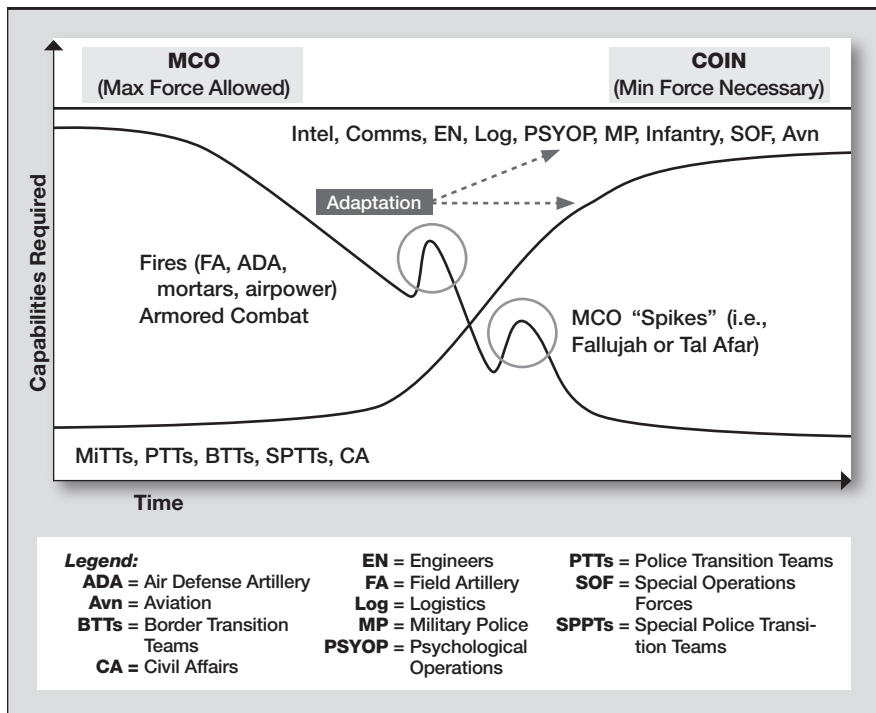 MCO
(Max Force Allowed)
COIN
(Min Force Necessary)
Intel, Comms, EN, Log, PSYOP, MP, Infantry, SOF, Avn
Adaptation
Capabilities Required
Fires (FA, ADA,
mortars, airpower)
Armored Combat
MCO “Spikes” (i.e.,
Fallujah or Tal Afar)
MiTTs, PTTs, BTTs, SPTTs, CA
Time
Legend:
ADA = Air Defense Artillery
Avn = Aviation
BTTs = Border Transition
Teams
CA = Civil Affairs
EN = Engineers
FA = Field Artillery
Log = Logistics
MP = Military Police
PSYOP = Psychological
Operations
PTTs = Police Transition Teams
SOF = Special Operations
Forces
SPPTs = Special Police Transi-
tion Teams